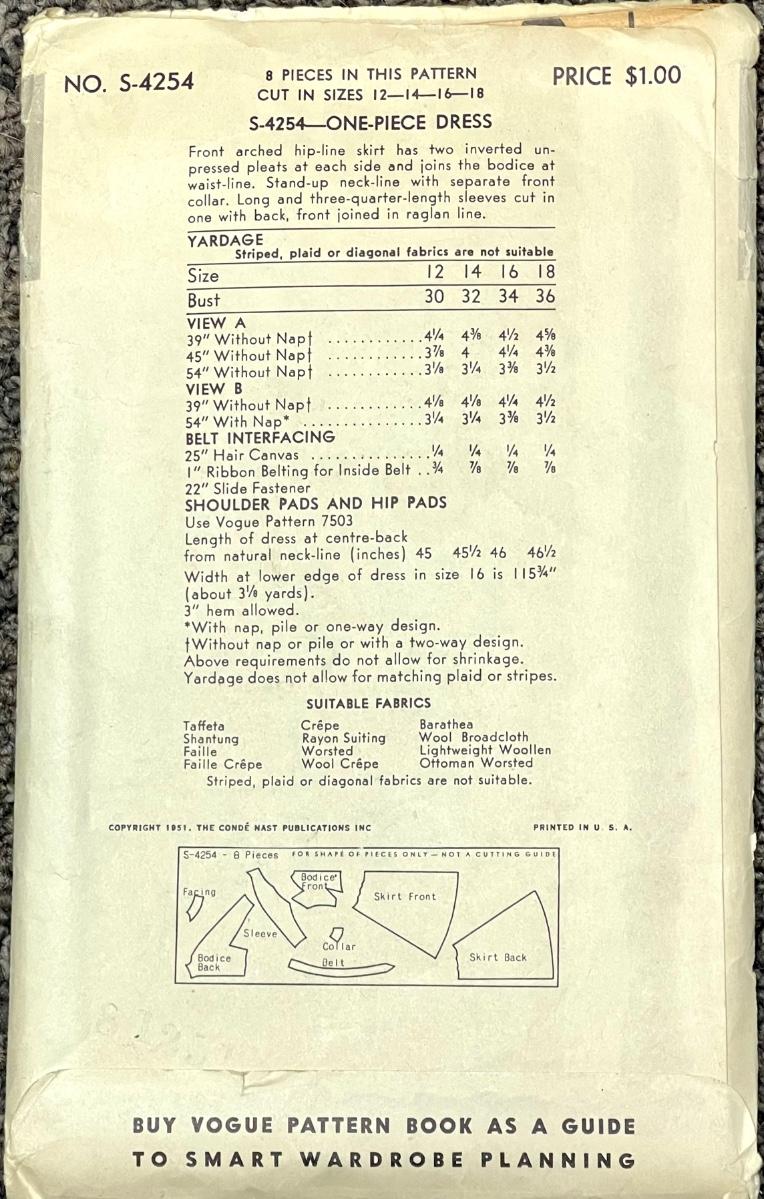 NO. S-4254
8 PIECES IN THIS PATTERN
CUT IN SIZES 12—14—16—18
PRICE $1.00
S-4254—ONE-PIECE DRESS
Front arched hip-line skirt has two inverted un-
pressed pleats at each side and joins the bodice at
waist-line. Stand-up neck-line with separate front
collar. Long and three-quarter-length sleeves cut in
one with back, front joined in raglan line.
YARDAGE
Striped, plaid or diagonal fabrics are not suitable
Size 12 14 16 18
Bust 30 32 34 36
VIEW A
39" Without Nap† ............4¼ 4⅜ 4½ 4⅝
45" Without Nap† ............3⅞ 4 4¼ 4⅜
54" Without Nap† ............3⅛ 3¼ 3⅜ 3½
VIEW B
39" Without Nap† ............4⅛ 4⅛ 4¼ 4½
54" With Nap* ...............3¼ 3¼ 3⅜ 3½
BELT INTERFACING
25" Hair Canvas ...............¼ ¼ ¼ ¼
1" Ribbon Belting for Inside Belt ..¾ ⅞ ⅞ ⅞
22" Slide Fastener
SHOULDER PADS AND HIP PADS
Use Vogue Pattern 7503
Length of dress at centre-back
from natural neck-line (inches) 45 45½ 46 46½
Width at lower edge of dress in size 16 is 115¾"
(about 3⅛ yards).
3" hem allowed.
*With nap, pile or one-way design.
†Without nap or pile or with a two-way design.
Above requirements do not allow for shrinkage.
Yardage does not allow for matching plaid or stripes.
SUITABLE FABRICS
Taffeta Crêpe Barathea
Shantung Rayon Suiting Wool Broadcloth
Faille Worsted Lightweight Woollen
Faille Crêpe Wool Crêpe Ottoman Worsted
Striped, plaid or diagonal fabrics are not suitable.
COPYRIGHT 1951. THE CONDÉ NAST PUBLICATIONS INC
PRINTED IN U. S. A.
S-4254 - 8 Pieces FOR SHAPE OF PIECES ONLY — NOT A CUTTING GUIDE
Facing
Bodice
Front
Skirt Front
Sleeve
Collar
Bodice
Back
Belt
Skirt Back
BUY VOGUE PATTERN BOOK AS A GUIDE
TO SMART WARDROBE PLANNING